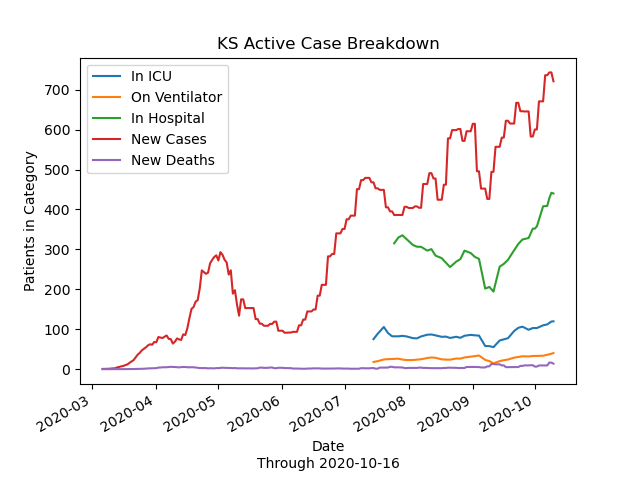 KS Active Case Breakdown
In ICU
On Ventilator
In Hospital
New Cases
New Deaths
Patients in Category
700
600
500
400
300
200
100
0
2020-03
2020-04
2020-05
2020-06
2020-07
2020-08
2020-09
2020-10
Date
Through 2020-10-16